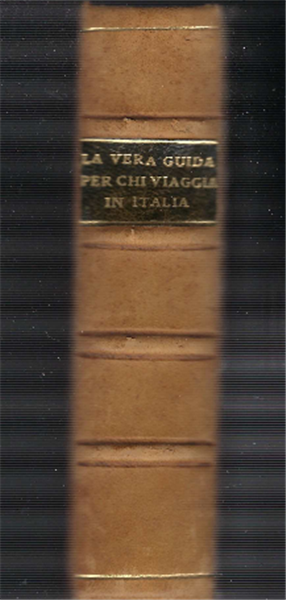 LA VERA GUIDA
PER CHI VIAGGIA
IN ITALIA